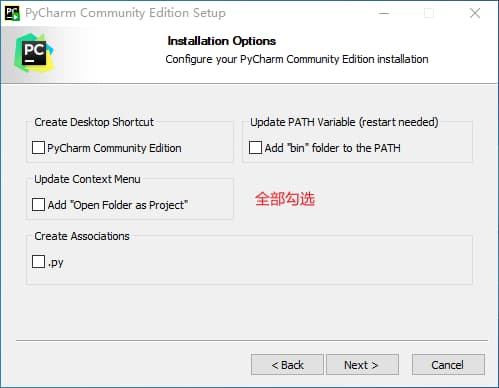 PC PyCharm Community Edition Setup
PC
Installation Options
Configure your PyCharm Community Edition installation
Create Desktop Shortcut
PyCharm Community Edition
Update PATH Variable (restart needed)
Add "bin" folder to the PATH
Update Context Menu
Add "Open Folder as Project"
全部勾选
Create Associations
.py
< Back
Next >
Cancel